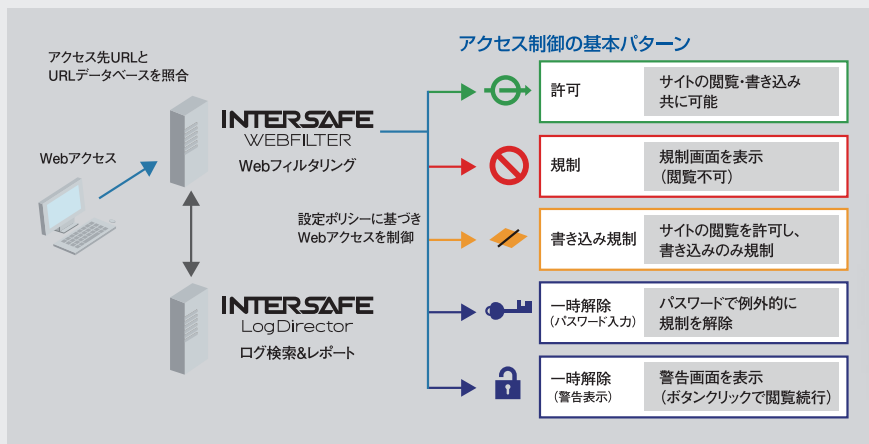 アクセス制御の基本パターン
アクセス先URLと
URLデータベースを照合
Webアクセス
INTERSAFE
WEBFILTER
Webフィルタリング
設定ポリシーに基づき
Webアクセスを制御
INTERSAFE
LogDirector
ログ検索&レポート
許可
サイトの閲覧・書き込み
共に可能
規制
規制画面を表示
(閲覧不可)
書き込み規制
サイトの閲覧を許可し、
書き込みのみ規制
一時解除
(パスワード入力)
パスワードで例外的に
規制を解除
一時解除
(警告表示)
警告画面を表示
(ボタンクリックで閲覧続行)